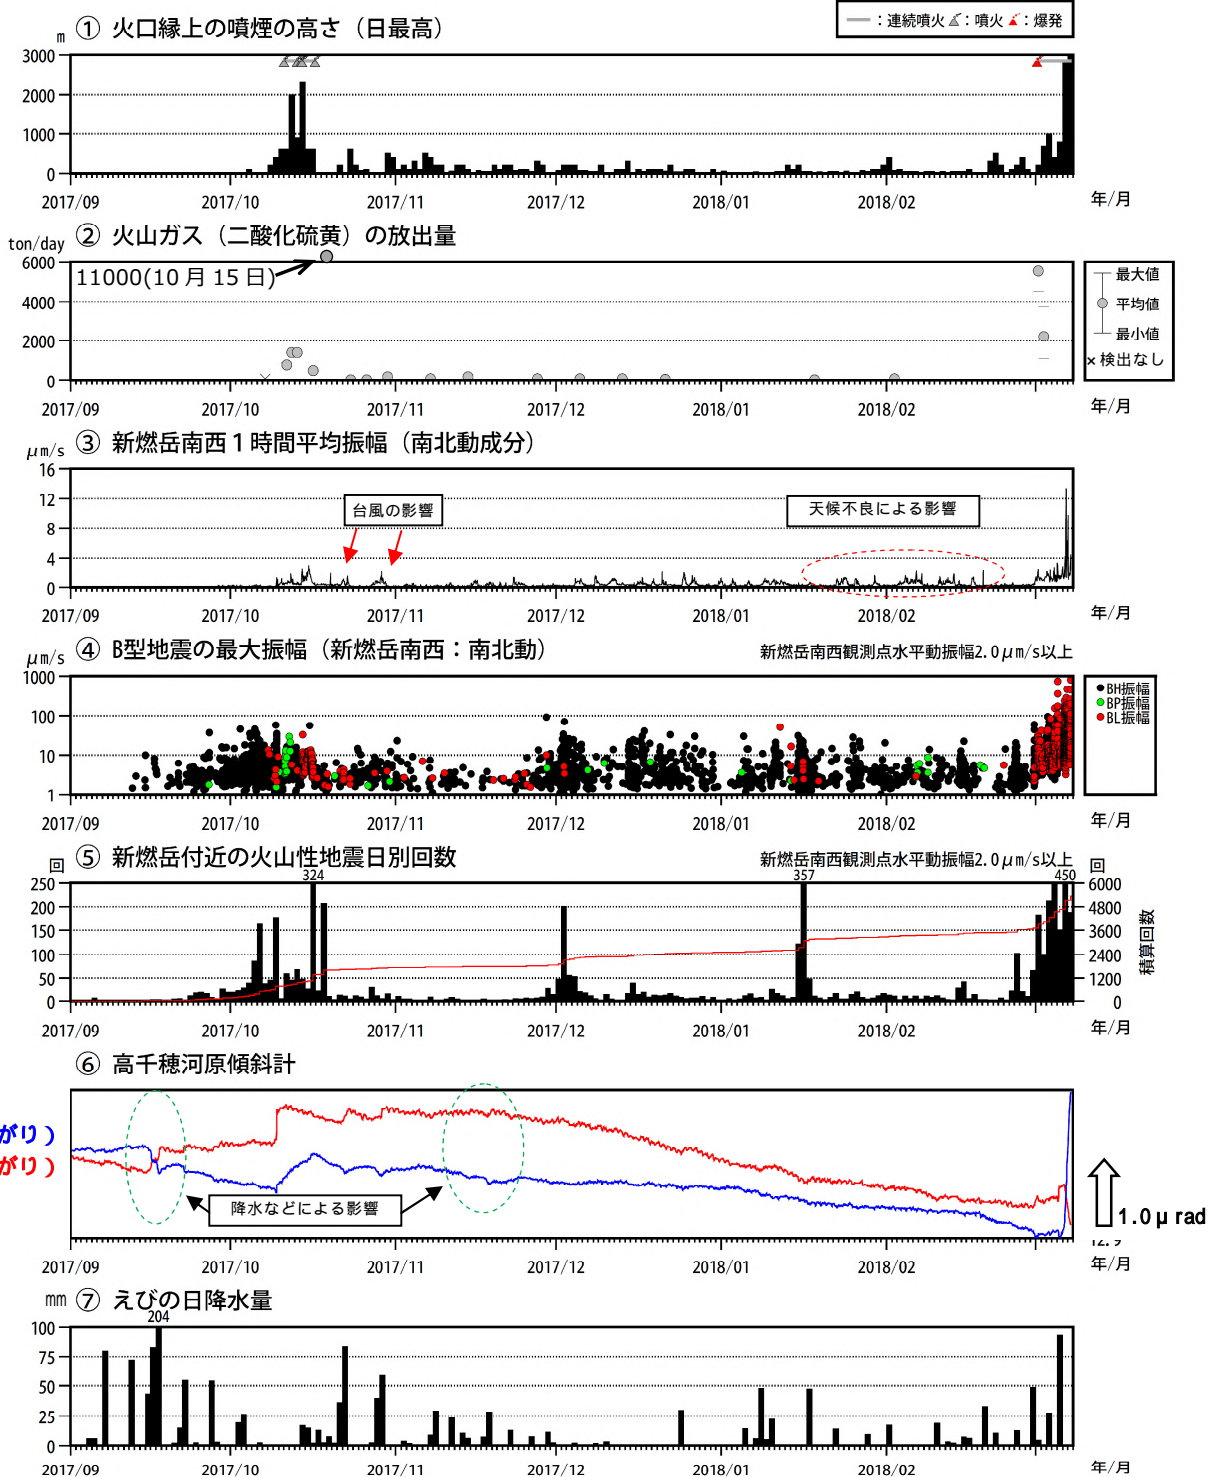 ① 火口縁上の噴煙の高さ（日最高）
：連続噴火 ：噴火 ：爆発
m
3000
2000
1000
0
2017/09 2017/10 2017/11 2017/12 2018/01 2018/02 年/月
② 火山ガス（二酸化硫黄）の放出量
ton/day
6000
11000(10月15日)
4000
2000
0
最大値
平均値
最小値
×検出なし
2017/09 2017/10 2017/11 2017/12 2018/01 2018/02 年/月
③ 新燃岳南西１時間平均振幅（南北動成分）
μm/s
16
12
8
4
0
台風の影響
天候不良による影響
2017/09 2017/10 2017/11 2017/12 2018/01 2018/02 年/月
④ B型地震の最大振幅（新燃岳南西：南北動）
新燃岳南西観測点水平動振幅2.0μm/s以上
μm/s
1000
100
10
1
BH振幅
BP振幅
BL振幅
2017/09 2017/10 2017/11 2017/12 2018/01 2018/02 年/月
⑤ 新燃岳付近の火山性地震日別回数
新燃岳南西観測点水平動振幅2.0μm/s以上
回 324 357 450 回
250 6000
200 4800
150 3600
100 2400
50 1200
0 0
積算回数
2017/09 2017/10 2017/11 2017/12 2018/01 2018/02 年/月
⑥ 高千穂河原傾斜計
がり）
がり）
降水などによる影響
1.0μrad
2017/09 2017/10 2017/11 2017/12 2018/01 2018/02 年/月
⑦ えびの日降水量
mm
204
100
75
50
25
0
2017/09 2017/10 2017/11 2017/12 2018/01 2018/02 年/月